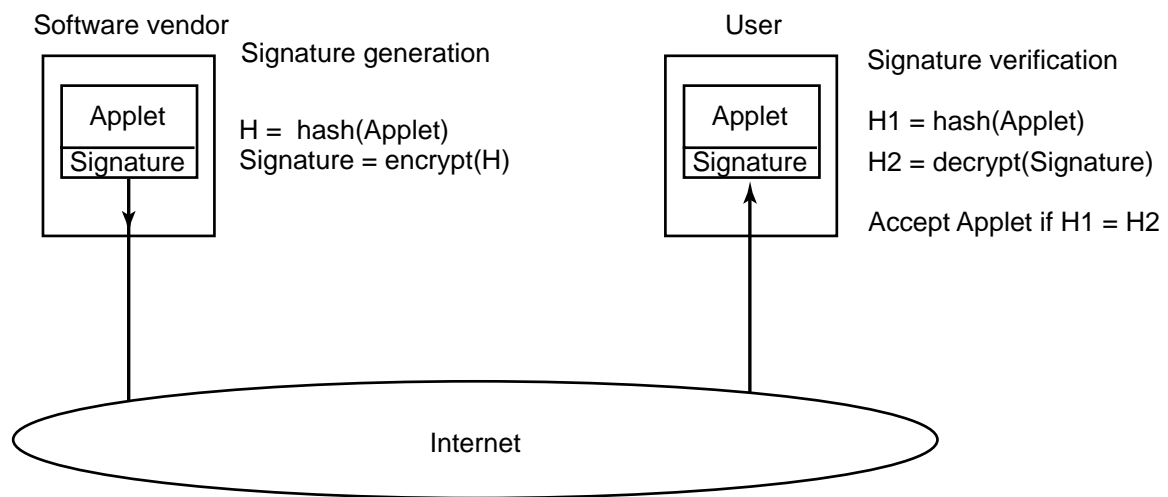 Software vendor
Signature generation
Applet
Signature
H = hash(Applet)
Signature = encrypt(H)
User
Signature verification
Applet
Signature
H1 = hash(Applet)
H2 = decrypt(Signature)
Accept Applet if H1 = H2
Internet